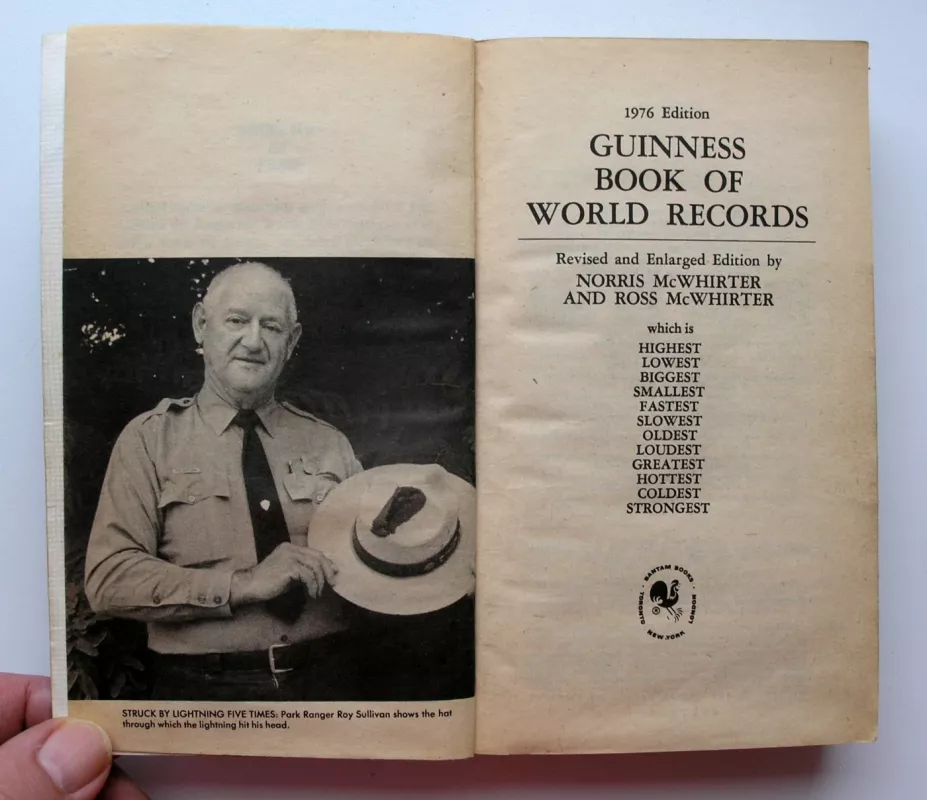 STRUCK BY LIGHTNING FIVE TIMES: Park Ranger Roy Sullivan shows the hat
through which the lightning hit his head.
1976 Edition
GUINNESS
BOOK OF
WORLD RECORDS
Revised and Enlarged Edition by
NORRIS McWHIRTER
AND ROSS McWHIRTER
which is
HIGHEST
LOWEST
BIGGEST
SMALLEST
FASTEST
SLOWEST
OLDEST
LOUDEST
GREATEST
HOTTEST
COLDEST
STRONGEST
BANTAM BOOKS
TORONTO · NEW YORK · LONDON